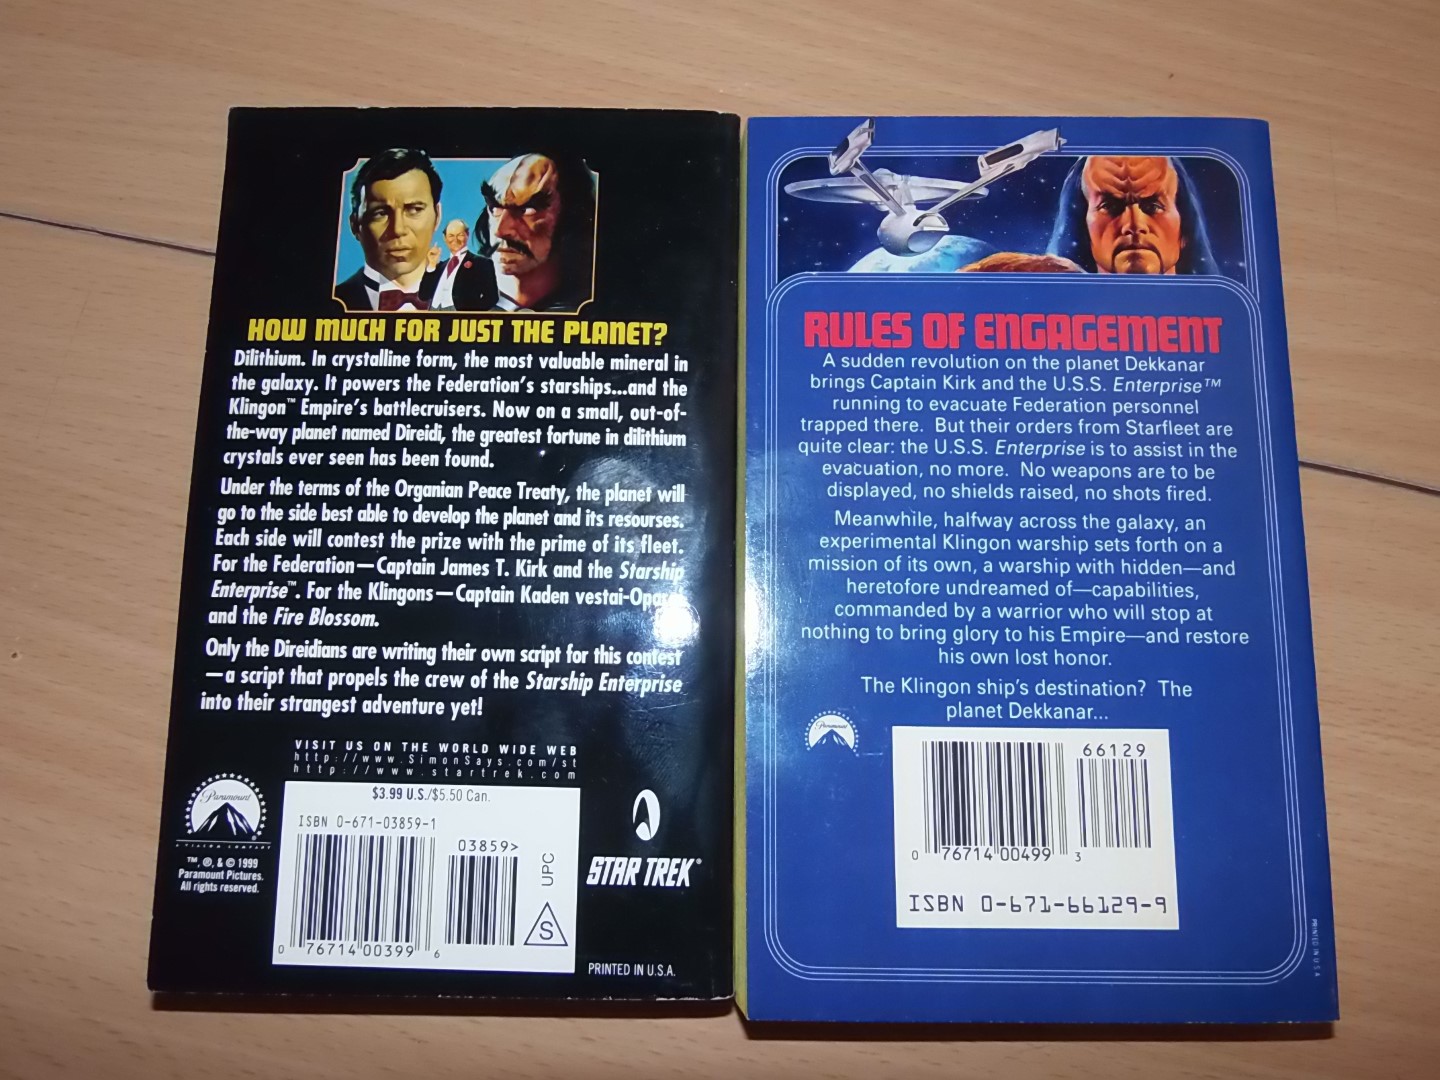 HOW MUCH FOR JUST THE PLANET?
Dilithium. In crystalline form, the most valuable mineral in
the galaxy. It powers the Federation's starships...and the
Klingon™ Empire's battlecruisers. Now on a small, out-of-
the-way planet named Direidi, the greatest fortune in dilithium
crystals ever seen has been found.
Under the terms of the Organian Peace Treaty, the planet will
go to the side best able to develop the planet and its resourses.
Each side will contest the prize with the prime of its fleet.
For the Federation—Captain James T. Kirk and the Starship
Enterprise™. For the Klingons—Captain Kaden vestai-
and the Fire Blossom.
Only the Direidians are writing their own script for this contest
—a script that propels the crew of the Starship Enterprise
into their strangest adventure yet!
VISIT US ON THE WORLD WIDE WEB
http://www.SimonSays.com/st
http://www.startrek.com
Paramount
A VIACOM COMPANY
™, ®, & © 1999
Paramount Pictures.
All rights reserved.
$3.99 U.S./$5.50 Can.
ISBN 0-671-03859-1
03859>
0 76714 00399 6
UPC
S
STAR TREK®
PRINTED IN U.S.A.
RULES OF ENGAGEMENT
A sudden revolution on the planet Dekkanar
brings Captain Kirk and the U.S.S. Enterprise™
running to evacuate Federation personnel
trapped there. But their orders from Starfleet are
quite clear: the U.S.S. Enterprise is to assist in the
evacuation, no more. No weapons are to be
displayed, no shields raised, no shots fired.
Meanwhile, halfway across the galaxy, an
experimental Klingon warship sets forth on a
mission of its own, a warship with hidden—and
heretofore undreamed of—capabilities,
commanded by a warrior who will stop at
nothing to bring glory to his Empire—and restore
his own lost honor.
The Klingon ship's destination? The
planet Dekkanar...
Paramount
66129
0 76714 00499 3
ISBN 0-671-66129-9
PRINTED IN U.S.A.